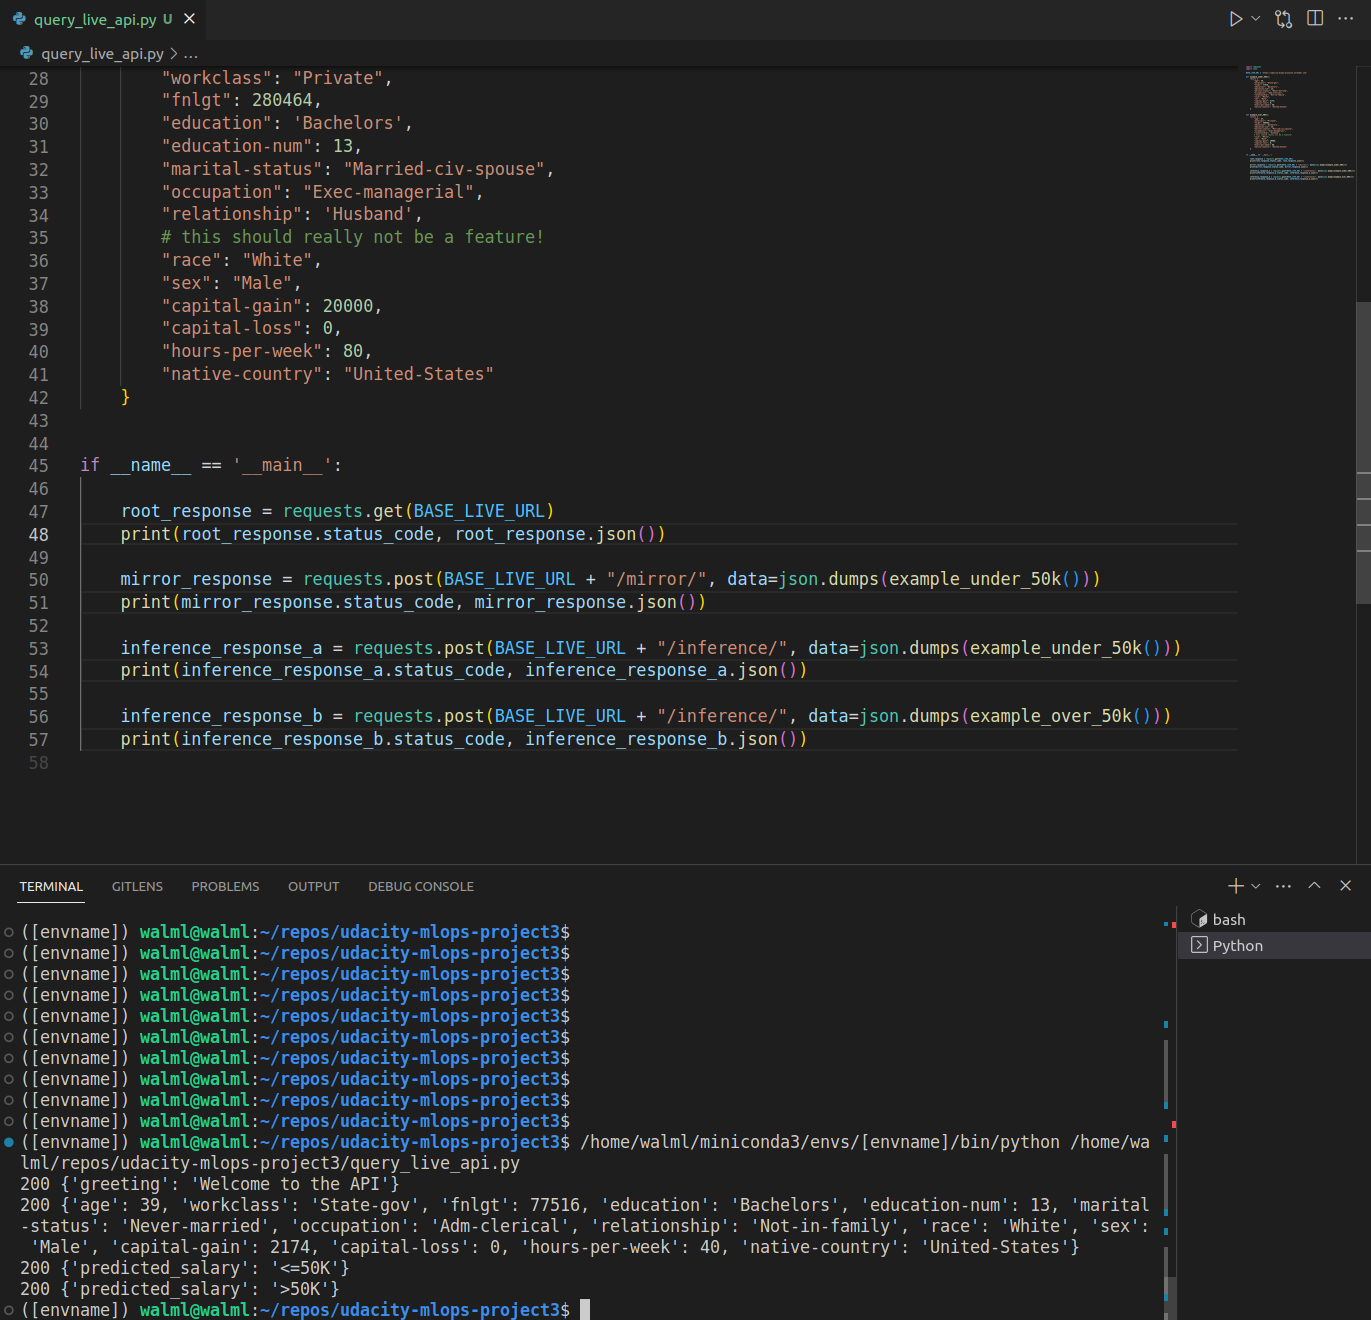 query_live_api.py U
query_live_api.py > ...
28 "workclass": "Private",
29 "fnlgt": 280464,
30 "education": 'Bachelors',
31 "education-num": 13,
32 "marital-status": "Married-civ-spouse",
33 "occupation": "Exec-managerial",
34 "relationship": 'Husband',
35 # this should really not be a feature!
36 "race": "White",
37 "sex": "Male",
38 "capital-gain": 20000,
39 "capital-loss": 0,
40 "hours-per-week": 80,
41 "native-country": "United-States"
42 }
43
44
45 if __name__ == '__main__':
46
47 root_response = requests.get(BASE_LIVE_URL)
48 print(root_response.status_code, root_response.json())
49
50 mirror_response = requests.post(BASE_LIVE_URL + "/mirror/", data=json.dumps(example_under_50k()))
51 print(mirror_response.status_code, mirror_response.json())
52
53 inference_response_a = requests.post(BASE_LIVE_URL + "/inference/", data=json.dumps(example_under_50k()))
54 print(inference_response_a.status_code, inference_response_a.json())
55
56 inference_response_b = requests.post(BASE_LIVE_URL + "/inference/", data=json.dumps(example_over_50k()))
57 print(inference_response_b.status_code, inference_response_b.json())
58
TERMINAL GITLENS PROBLEMS OUTPUT DEBUG CONSOLE
bash
Python
([envname]) walml@walml:~/repos/udacity-mlops-project3$
([envname]) walml@walml:~/repos/udacity-mlops-project3$
([envname]) walml@walml:~/repos/udacity-mlops-project3$
([envname]) walml@walml:~/repos/udacity-mlops-project3$
([envname]) walml@walml:~/repos/udacity-mlops-project3$
([envname]) walml@walml:~/repos/udacity-mlops-project3$
([envname]) walml@walml:~/repos/udacity-mlops-project3$
([envname]) walml@walml:~/repos/udacity-mlops-project3$
([envname]) walml@walml:~/repos/udacity-mlops-project3$
([envname]) walml@walml:~/repos/udacity-mlops-project3$
([envname]) walml@walml:~/repos/udacity-mlops-project3$ /home/walml/miniconda3/envs/[envname]/bin/python /home/wa
lml/repos/udacity-mlops-project3/query_live_api.py
200 {'greeting': 'Welcome to the API'}
200 {'age': 39, 'workclass': 'State-gov', 'fnlgt': 77516, 'education': 'Bachelors', 'education-num': 13, 'marital
-status': 'Never-married', 'occupation': 'Adm-clerical', 'relationship': 'Not-in-family', 'race': 'White', 'sex':
'Male', 'capital-gain': 2174, 'capital-loss': 0, 'hours-per-week': 40, 'native-country': 'United-States'}
200 {'predicted_salary': '<=50K'}
200 {'predicted_salary': '>50K'}
([envname]) walml@walml:~/repos/udacity-mlops-project3$